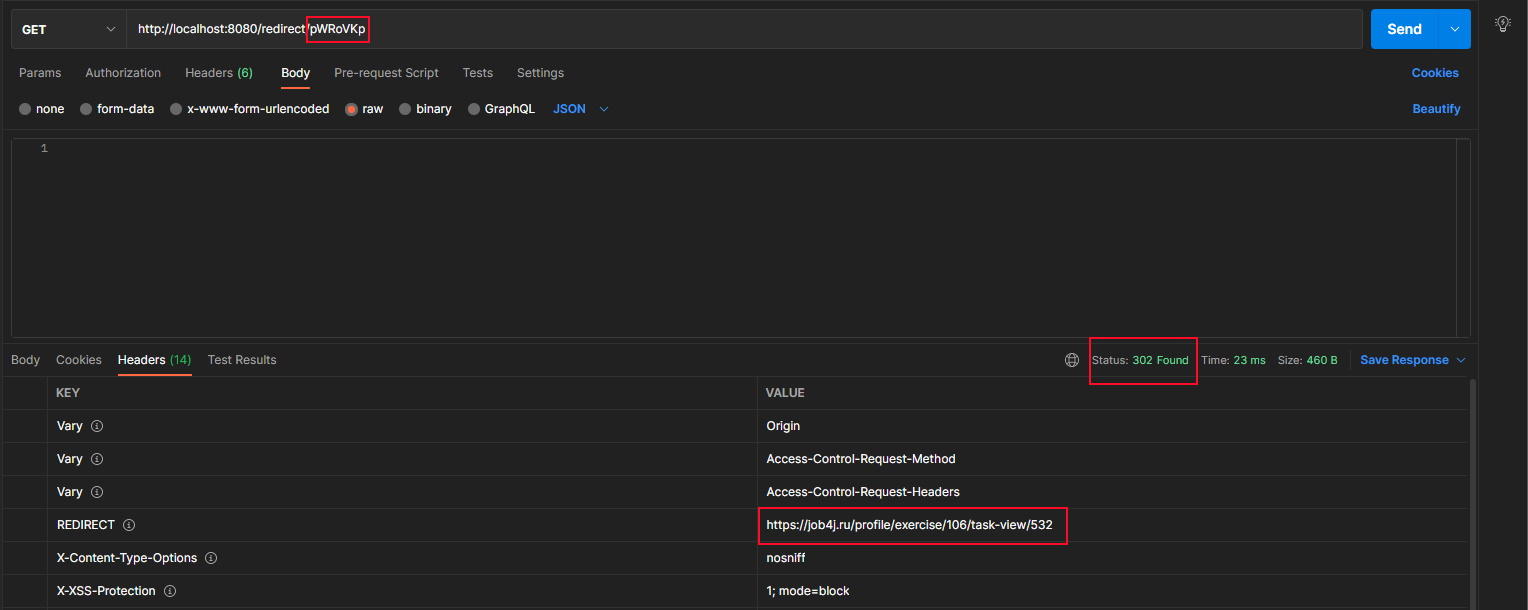 GET http://localhost:8080/redirect/pWRoVKp Send
Params Authorization Headers (6) Body Pre-request Script Tests Settings Cookies
none form-data x-www-form-urlencoded raw binary GraphQL JSON Beautify
1
Body Cookies Headers (14) Test Results Status: 302 Found Time: 23 ms Size: 460 B Save Response
KEY VALUE
Vary Origin
Vary Access-Control-Request-Method
Vary Access-Control-Request-Headers
REDIRECT https://job4j.ru/profile/exercise/106/task-view/532
X-Content-Type-Options nosniff
X-XSS-Protection 1; mode=block